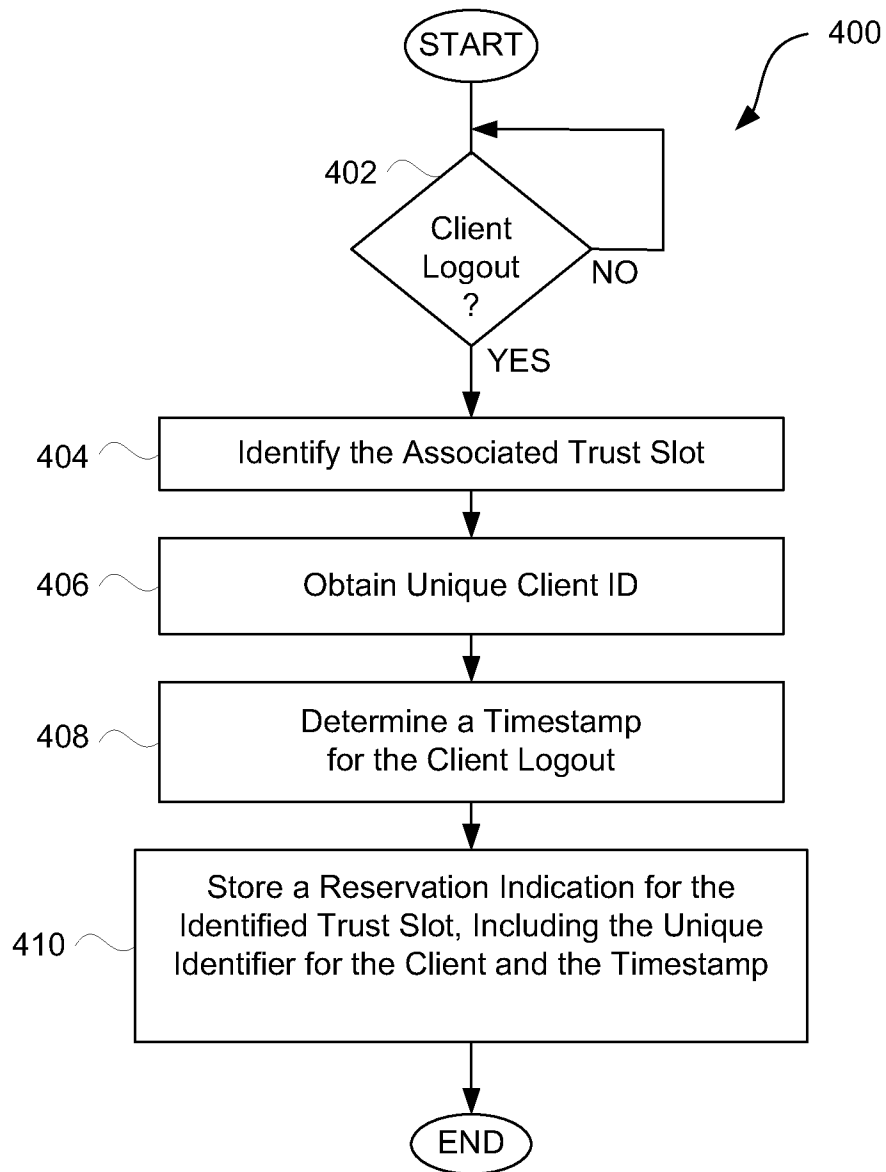 START
400
402
Client
Logout
?
NO
YES
404
Identify the Associated Trust Slot
406
Obtain Unique Client ID
408
Determine a Timestamp
for the Client Logout
410
Store a Reservation Indication for the
Identified Trust Slot, Including the Unique
Identifier for the Client and the Timestamp
END